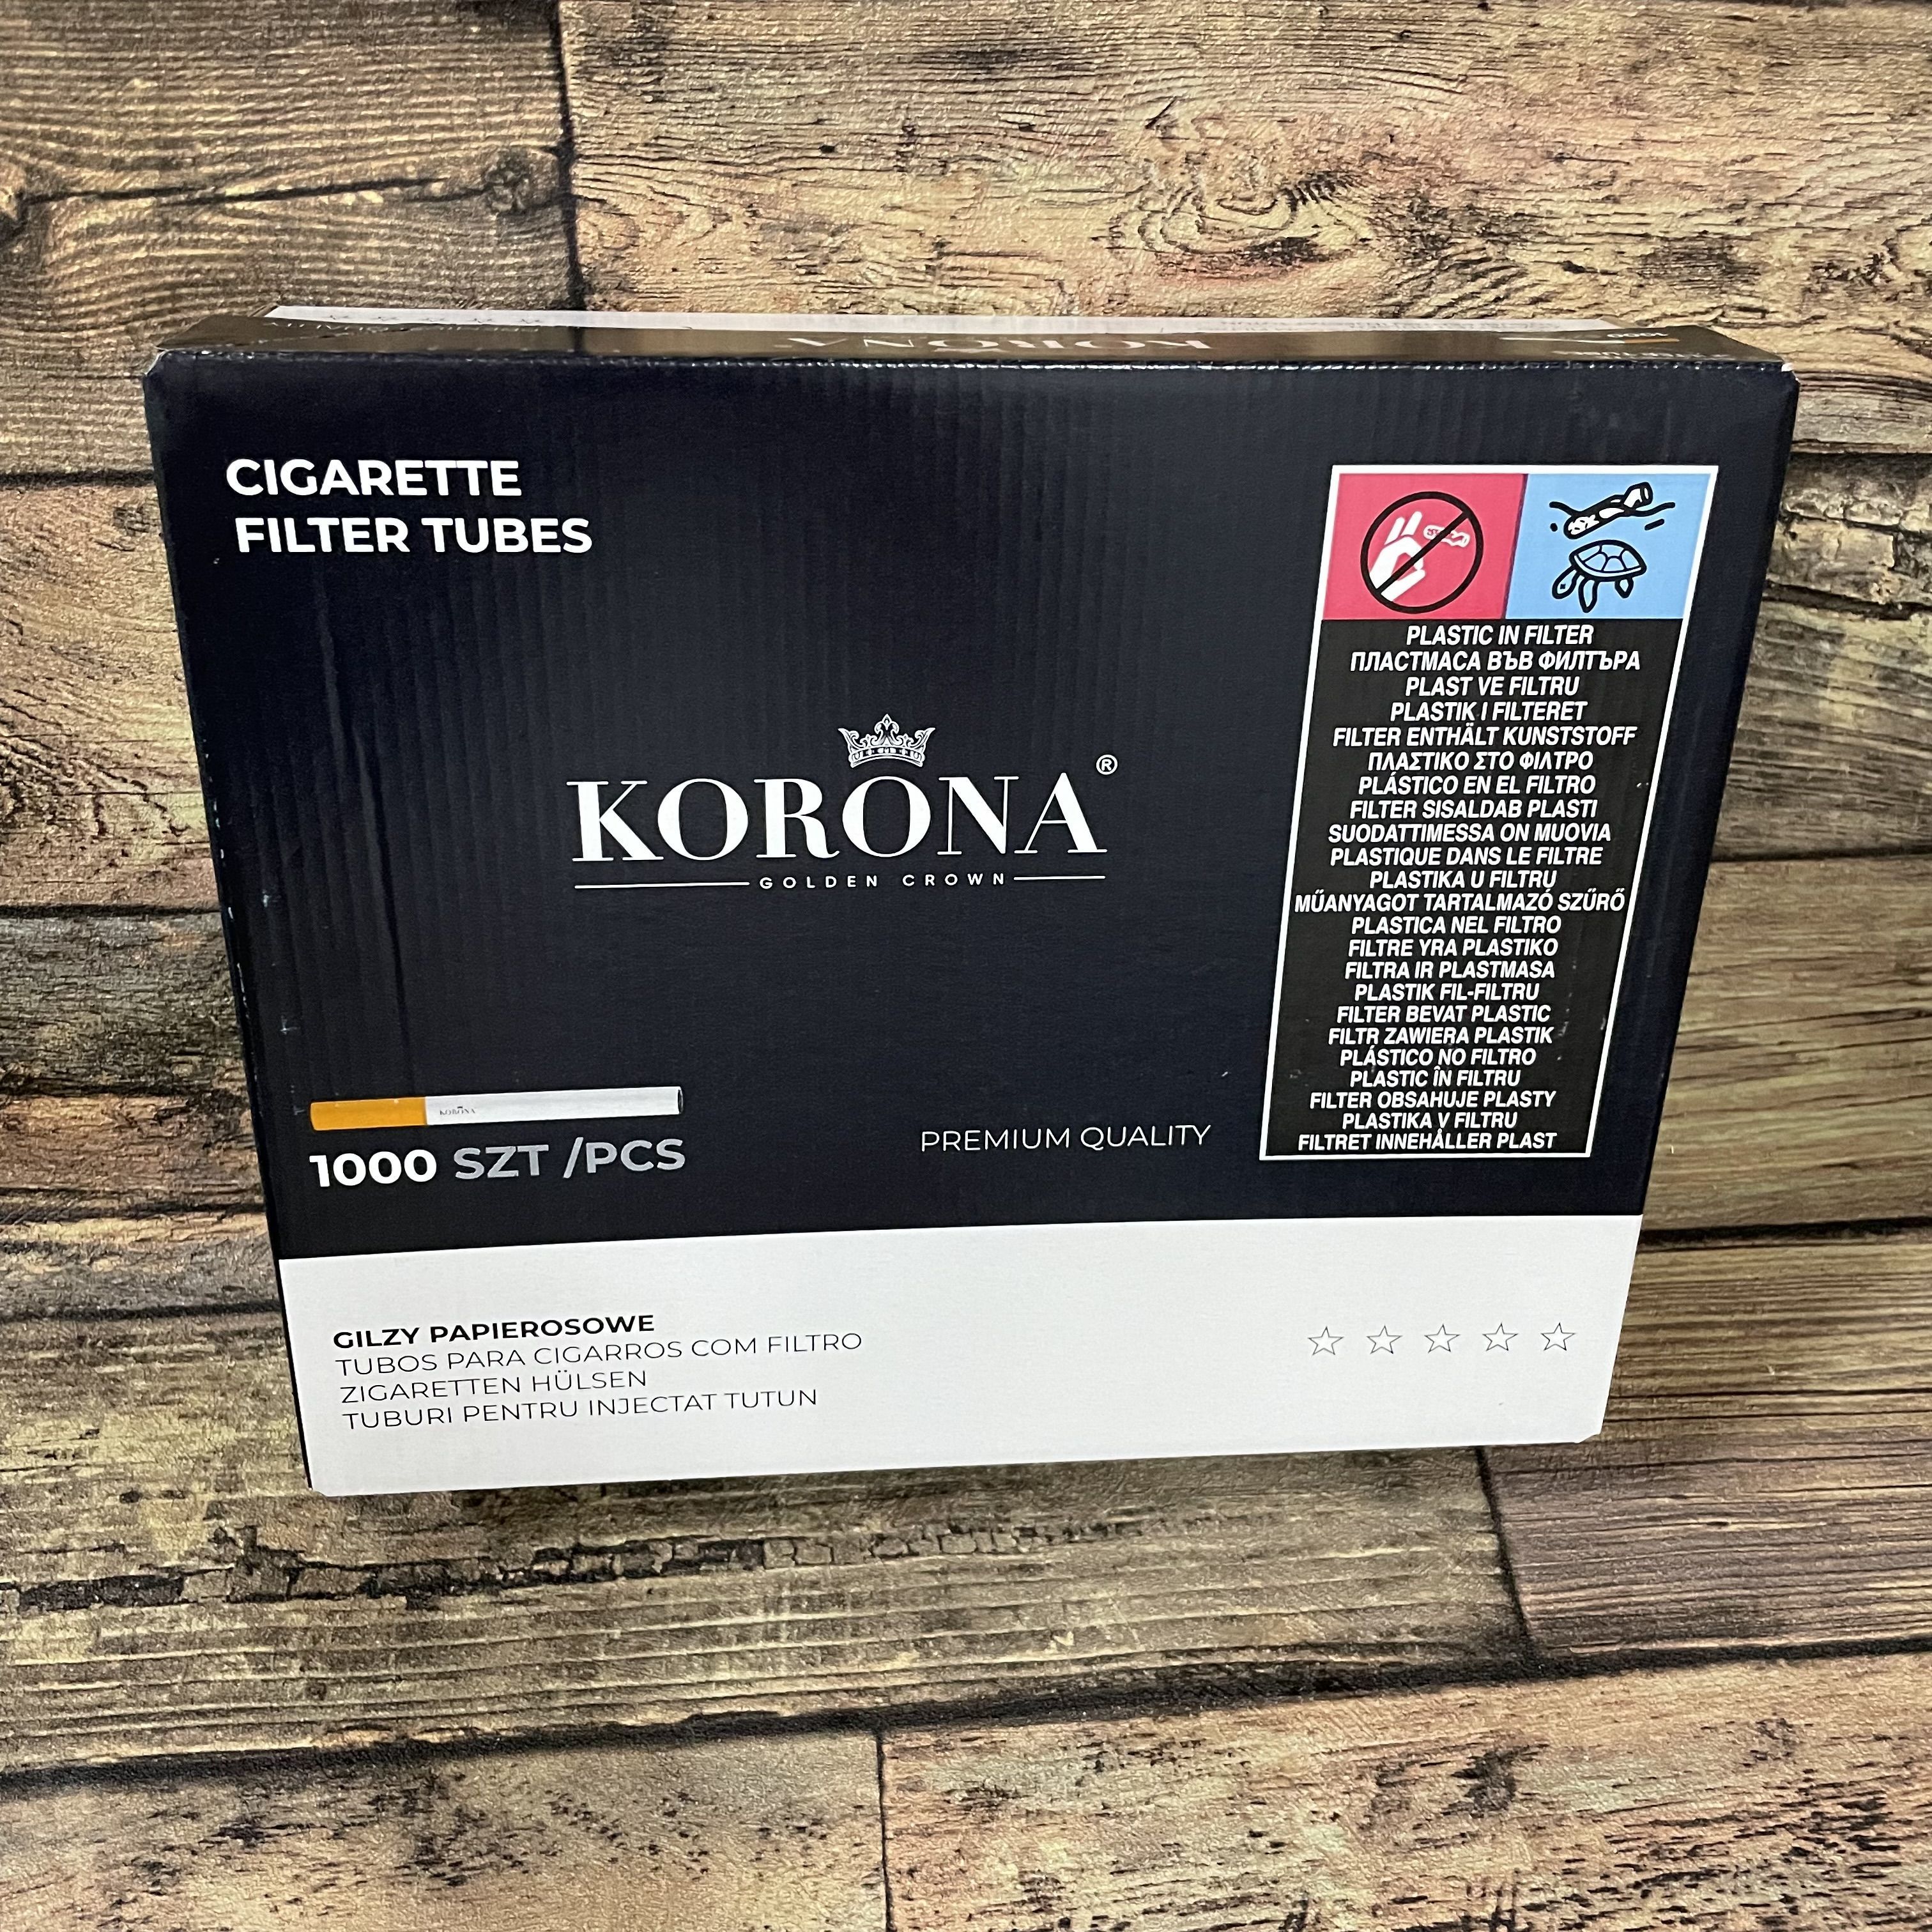 KORONA
CIGARETTE
FILTER TUBES
KORONA®
GOLDEN CROWN
KORONA
1000 SZT /PCS
PREMIUM QUALITY
PLASTIC IN FILTER
ПЛАСТМАСА ВЪВ ФИЛТЪРА
PLAST VE FILTRU
PLASTIK I FILTERET
FILTER ENTHÄLT KUNSTSTOFF
ΠΛΑΣΤΙΚΟ ΣΤΟ ΦΙΛΤΡΟ
PLÁSTICO EN EL FILTRO
FILTER SISALDAB PLASTI
SUODATTIMESSA ON MUOVIA
PLASTIQUE DANS LE FILTRE
PLASTIKA U FILTRU
MŰANYAGOT TARTALMAZÓ SZŰRŐ
PLASTICA NEL FILTRO
FILTRE YRA PLASTIKO
FILTRA IR PLASTMASA
PLASTIK FIL-FILTRU
FILTER BEVAT PLASTIC
FILTR ZAWIERA PLASTIK
PLÁSTICO NO FILTRO
PLASTIC ÎN FILTRU
FILTER OBSAHUJE PLASTY
PLASTIKA V FILTRU
FILTRET INNEHÅLLER PLAST
GILZY PAPIEROSOWE
TUBOS PARA CIGARROS COM FILTRO
ZIGARETTEN HÜLSEN
TUBURI PENTRU INJECTAT TUTUN